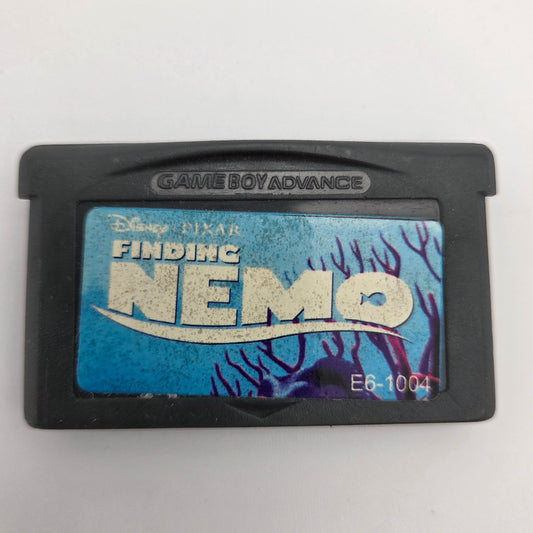 GAME BOY ADVANCE
Disney PIXAR
FINDING
NEMO
E6-1004